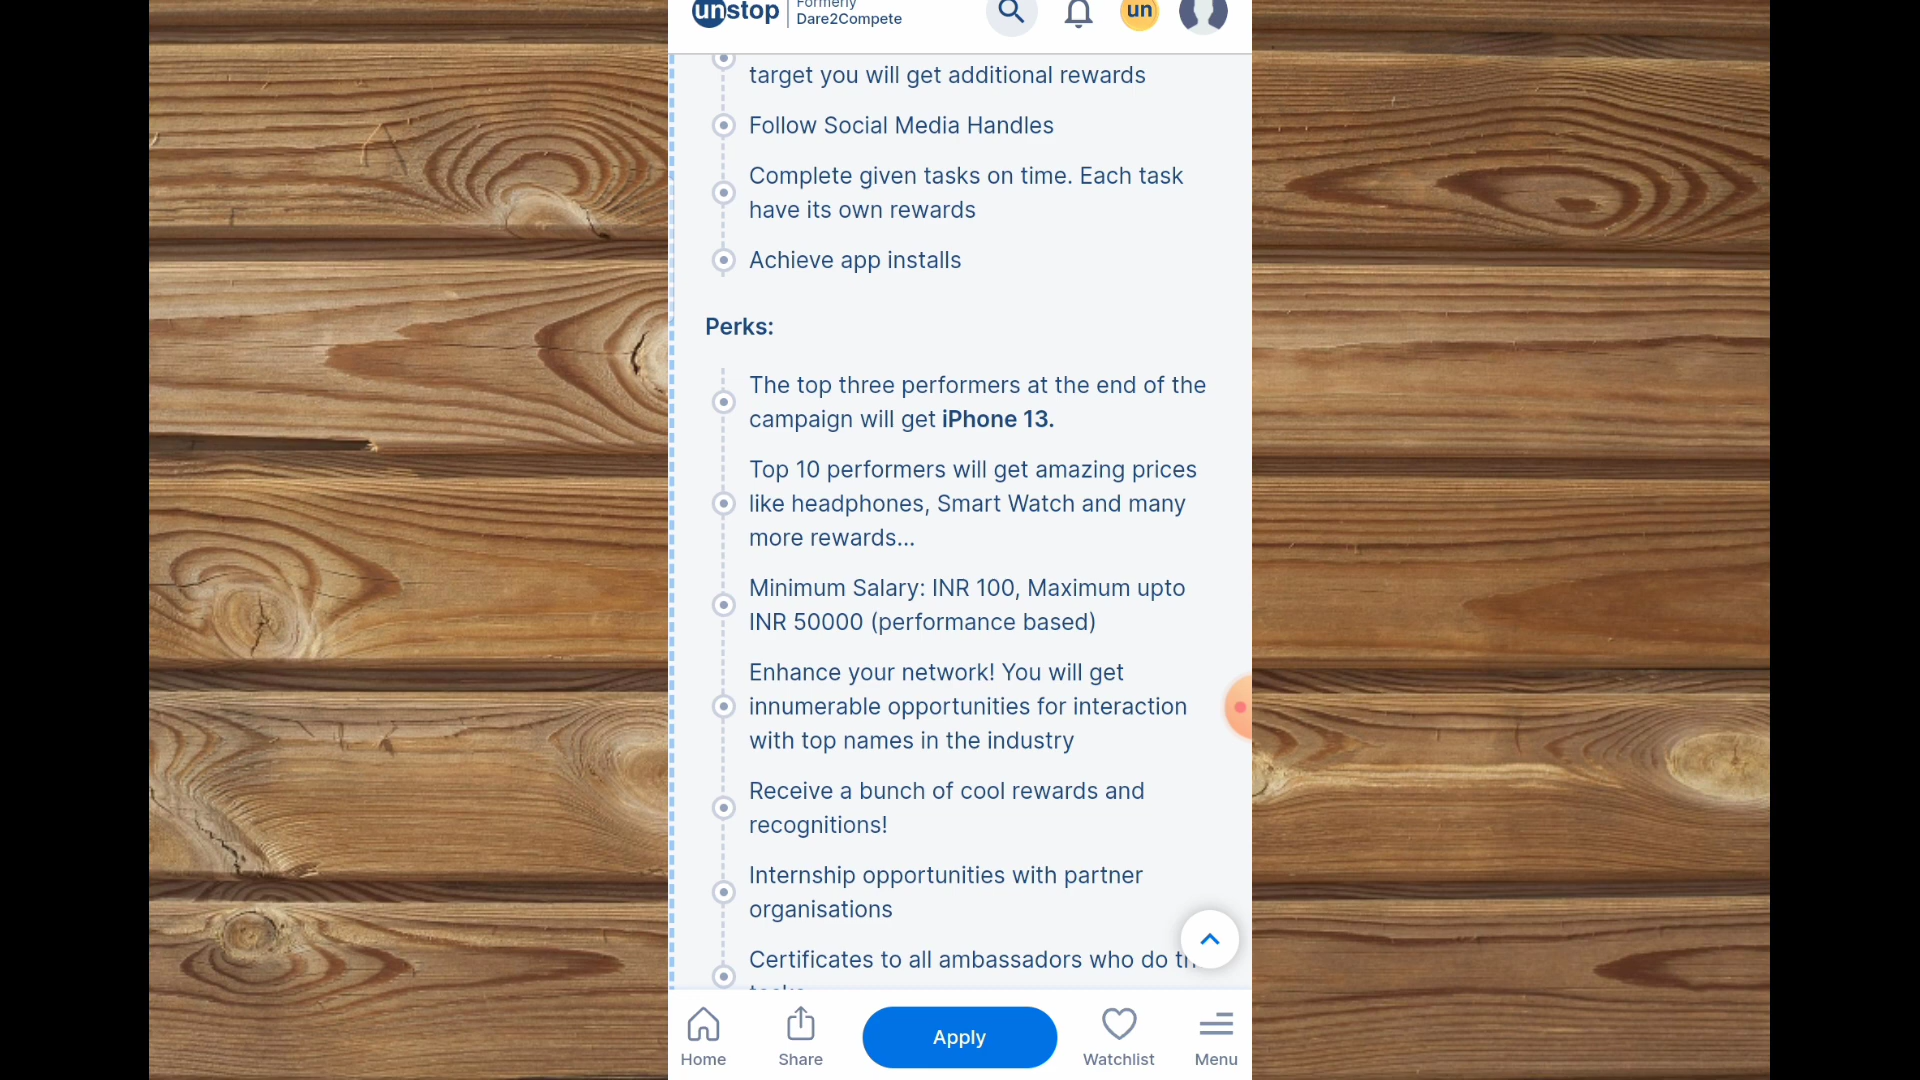 unstop
Formerly
Dare2Compete
un
target you will get additional rewards
Follow Social Media Handles
Complete given tasks on time. Each task
have its own rewards
Achieve app installs
Perks:
The top three performers at the end of the
campaign will get iPhone 13.
Top 10 performers will get amazing prices
like headphones, Smart Watch and many
more rewards...
Minimum Salary: INR 100, Maximum upto
INR 50000 (performance based)
Enhance your network! You will get
innumerable opportunities for interaction
with top names in the industry
Receive a bunch of cool rewards and
recognitions!
Internship opportunities with partner
organisations
Certificates to all ambassadors who do
Home
Share
Apply
Watchlist
Menu